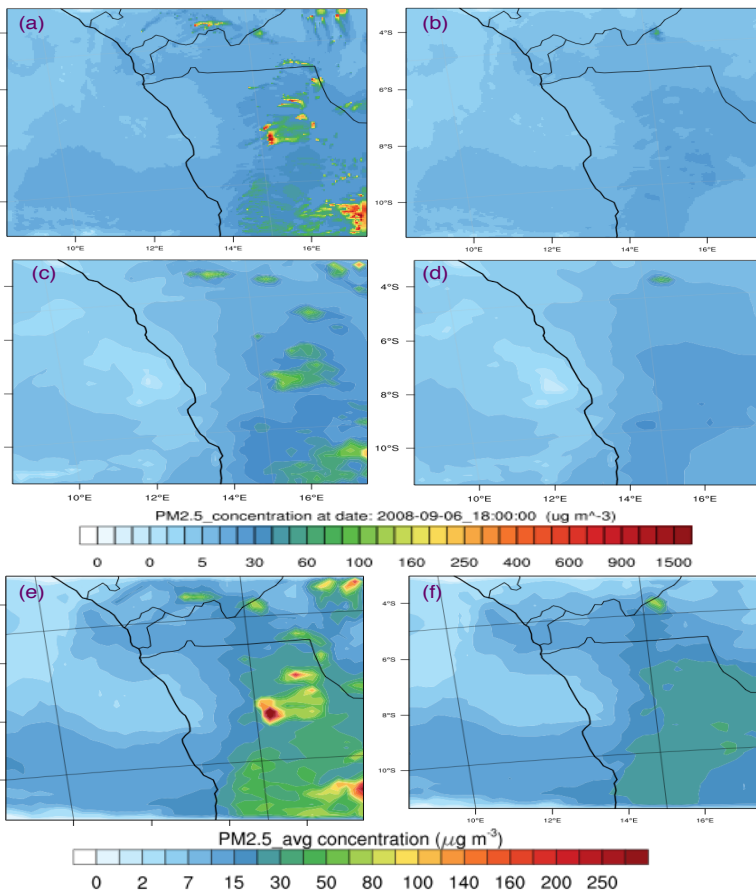 (a) (b)
4°S
6°S
8°S
10°S
10°E 12°E 14°E 16°E 10°E 12°E 14°E 16°E
(c) (d)
4°S
6°S
8°S
10°S
10°E 12°E 14°E 16°E 10°E 12°E 14°E 16°E
PM2.5_concentration at date: 2008-09-06_18:00:00 (ug m^-3)
0 0 5 30 60 100 160 250 400 600 900 1500
(e) (f)
4°S
6°S
8°S
10°S
10°E 12°E 14°E 16°E
PM2.5_avg concentration (μg m⁻³)
0 2 7 15 30 50 80 100 140 160 200 250